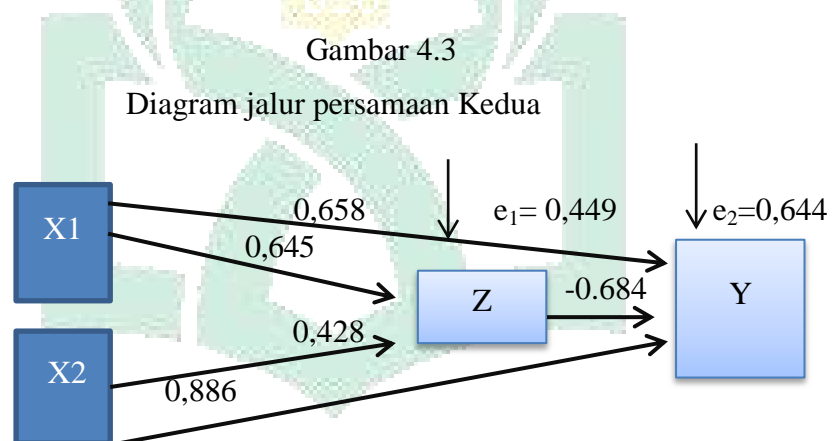 Gambar 4.3
Diagram jalur persamaan Kedua
X1
0,658
e₁= 0,449
e₂=0,644
0,645
Z
-0.684
Y
0,428
X2
0,886